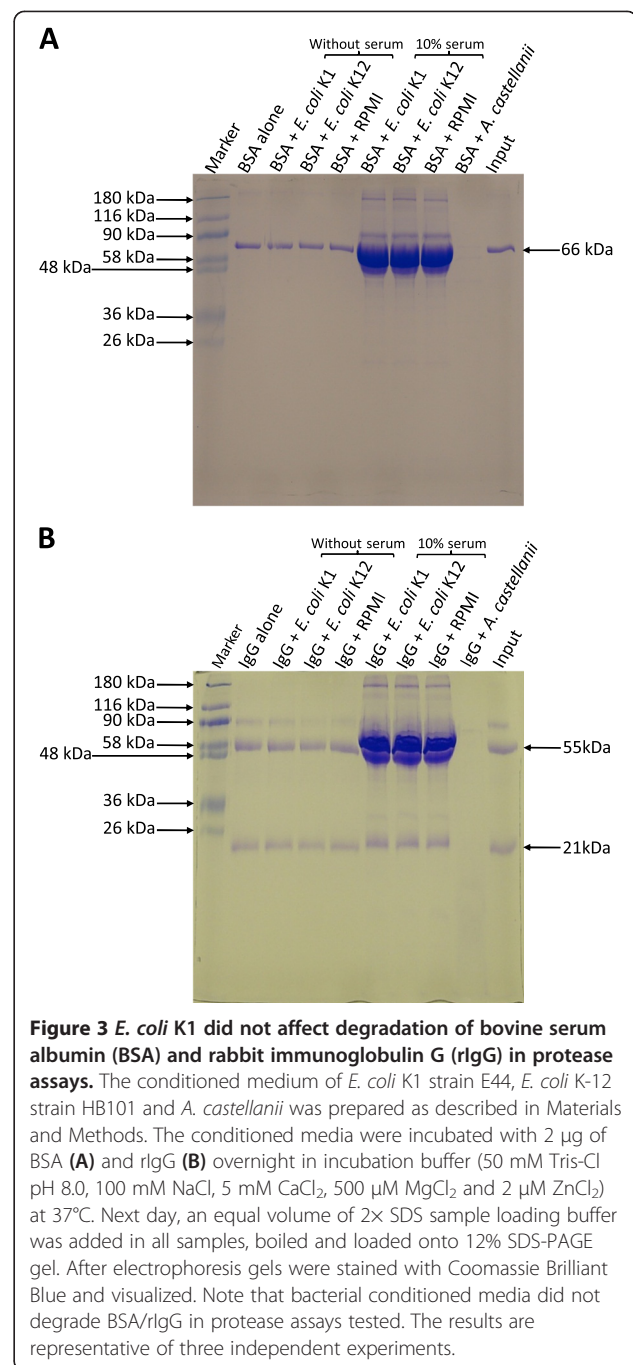 A
Without serum
10% serum
Marker
BSA alone
BSA + E. coli K1
BSA + E. coli K12
BSA + RPMI
BSA + E. coli K1
BSA + E. coli K12
BSA + RPMI
BSA + A. castellanii
Input
180 kDa
116 kDa
90 kDa
58 kDa
48 kDa
36 kDa
26 kDa
66 kDa
B
Without serum
10% serum
Marker
IgG alone
IgG + E. coli K1
IgG + E. coli K12
IgG + RPMI
IgG + E. coli K1
IgG + E. coli K12
IgG + RPMI
IgG + A. castellanii
Input
180 kDa
116 kDa
90 kDa
58 kDa
48 kDa
36 kDa
26 kDa
55kDa
21kDa
Figure 3 E. coli K1 did not affect degradation of bovine serum
albumin (BSA) and rabbit immunoglobulin G (rIgG) in protease
assays. The conditioned medium of E. coli K1 strain E44, E. coli K-12
strain HB101 and A. castellanii was prepared as described in Materials
and Methods. The conditioned media were incubated with 2 μg of
BSA (A) and rIgG (B) overnight in incubation buffer (50 mM Tris-Cl
pH 8.0, 100 mM NaCl, 5 mM CaCl₂, 500 μM MgCl₂ and 2 μM ZnCl₂)
at 37°C. Next day, an equal volume of 2× SDS sample loading buffer
was added in all samples, boiled and loaded onto 12% SDS-PAGE
gel. After electrophoresis gels were stained with Coomassie Brilliant
Blue and visualized. Note that bacterial conditioned media did not
degrade BSA/rIgG in protease assays tested. The results are
representative of three independent experiments.